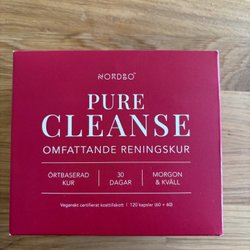 NORDBO
PURE
CLEANSE
OMFATTANDE RENINGSKUR
ÖRTBASERAD
KUR
30
DAGAR
MORGON
& KVÄLL
Veganskt certifierat kosttillskott | 120 kapslar (60 + 60)